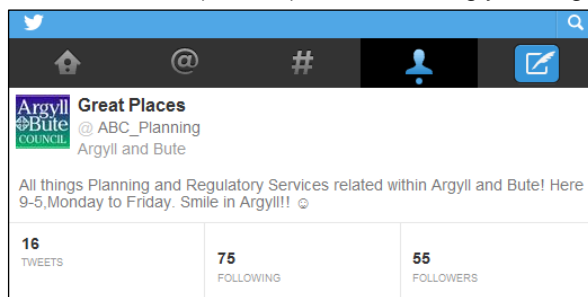 @
#
Argyll
&Bute
COUNCIL
Great Places
@ ABC_Planning
Argyll and Bute
All things Planning and Regulatory Services related within Argyll and Bute! Here
9-5,Monday to Friday. Smile in Argyll!! ☺
16
TWEETS
75
FOLLOWING
55
FOLLOWERS